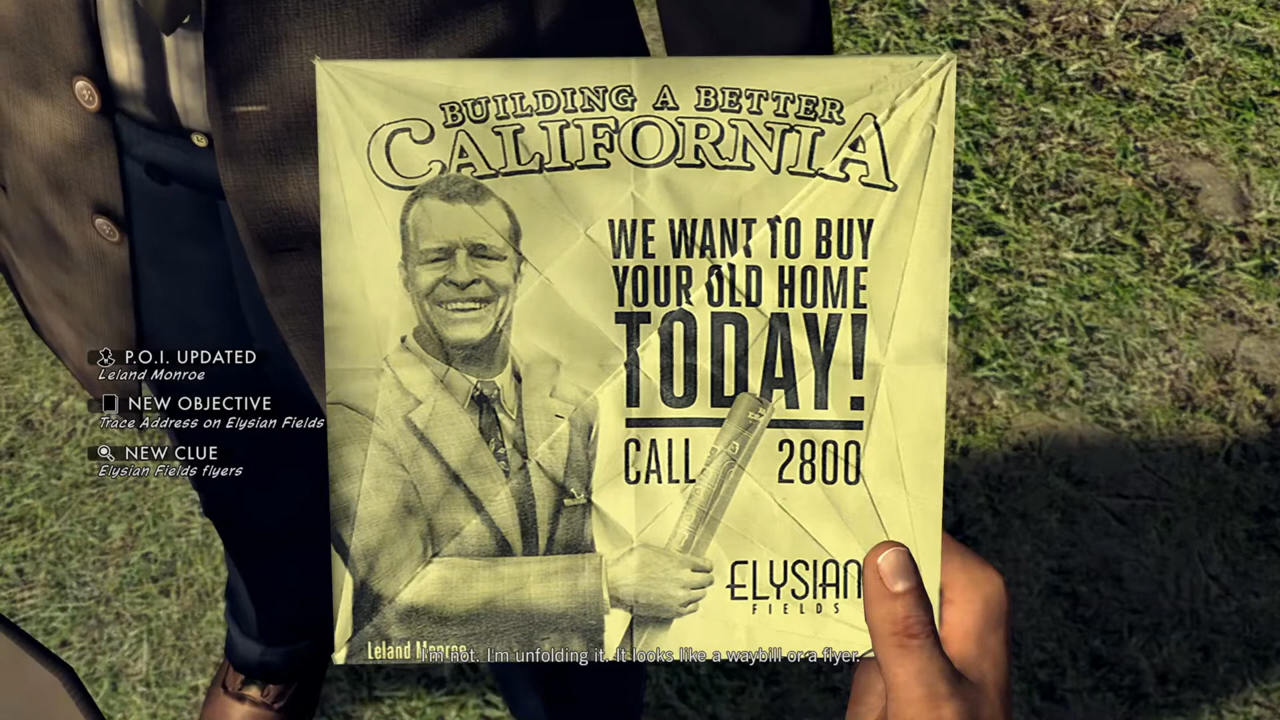 BUILDING A BETTER
CALIFORNIA
WE WANT TO BUY
YOUR OLD HOME
TODAY!
CALL 2800
ELYSIAN
FIELDS
Leland Monroe
P.O.I. UPDATED
Leland Monroe
NEW OBJECTIVE
Trace Address on Elysian Fields
NEW CLUE
Elysian Fields flyers
I'm not. I'm unfolding it. It looks like a waybill or a flyer.